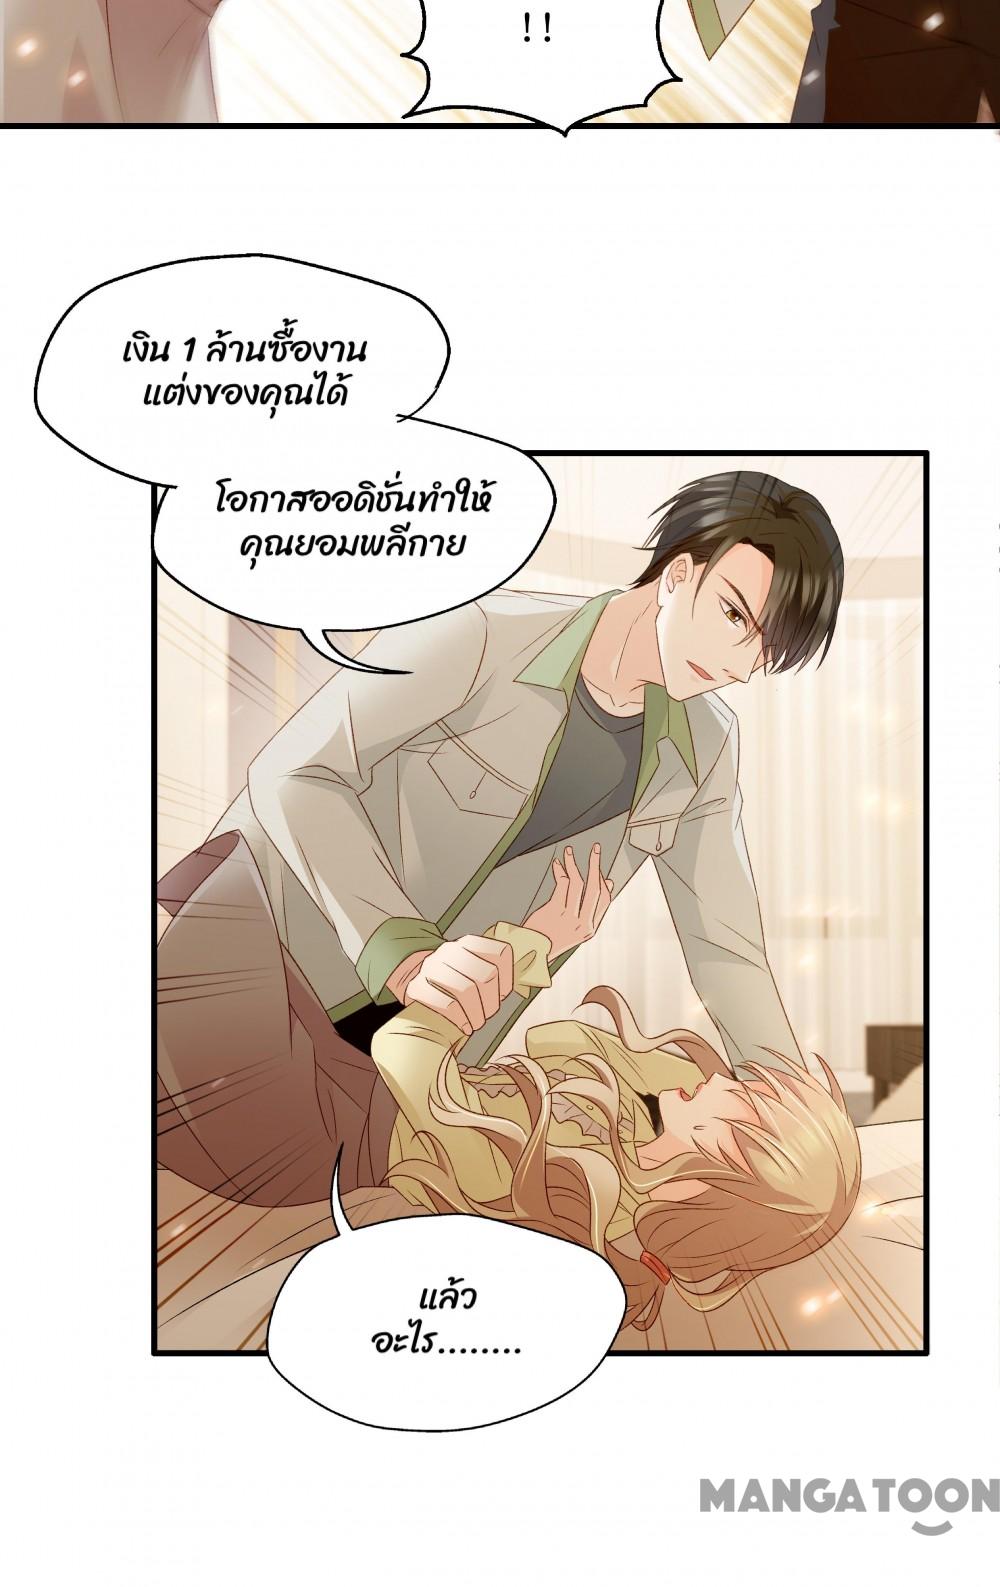 !!
เงิน 1 ล้านซื้องาน
แต่งของคุณได้
โอกาสออดิชั่นทำให้
คุณยอมพลีกาย
แล้ว
อะไร........
MANGATOON